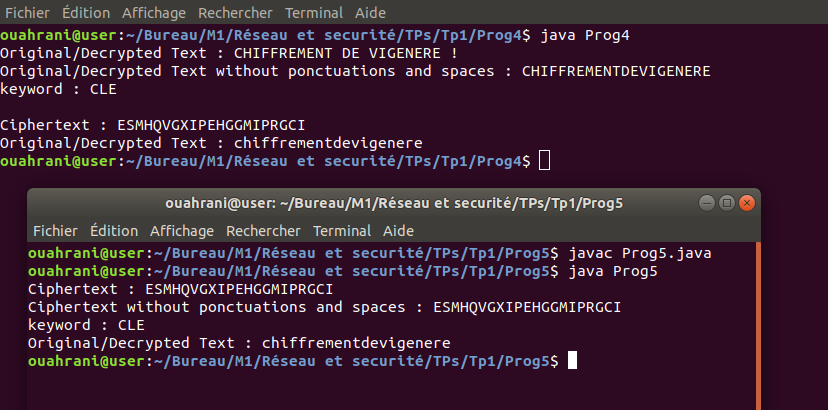 Fichier Édition Affichage Rechercher Terminal Aide
ouahrani@user:~/Bureau/M1/Réseau et securité/TPs/Tp1/Prog4$ java Prog4
Original/Decrypted Text : CHIFFREMENT DE VIGENERE !
Original/Decrypted Text without ponctuations and spaces : CHIFFREMENTDEVIGENERE
keyword : CLE
Ciphertext : ESMHQVGXIPEHGGMIPRGCI
Original/Decrypted Text : chiffrementdevigenere
ouahrani@user:~/Bureau/M1/Réseau et securité/TPs/Tp1/Prog4$
ouahrani@user: ~/Bureau/M1/Réseau et securité/TPs/Tp1/Prog5
Fichier Édition Affichage Rechercher Terminal Aide
ouahrani@user:~/Bureau/M1/Réseau et securité/TPs/Tp1/Prog5$ javac Prog5.java
ouahrani@user:~/Bureau/M1/Réseau et securité/TPs/Tp1/Prog5$ java Prog5
Ciphertext : ESMHQVGXIPEHGGMIPRGCI
Ciphertext without ponctuations and spaces : ESMHQVGXIPEHGGMIPRGCI
keyword : CLE
Original/Decrypted Text : chiffrementdevigenere
ouahrani@user:~/Bureau/M1/Réseau et securité/TPs/Tp1/Prog5$